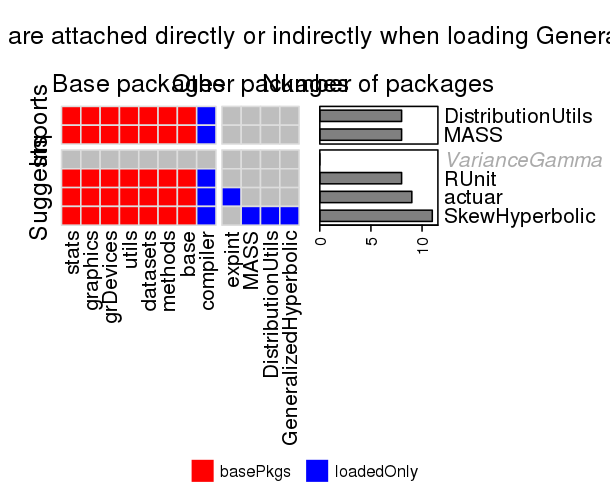 are attached directly or indirectly when loading Genera
Base packages
Other packages
Number of packages
Imports
Suggests
DistributionUtils
MASS
VarianceGamma
RUnit
actuar
SkewHyperbolic
0
5
10
stats
graphics
grDevices
utils
datasets
methods
base
compiler
expint
MASS
DistributionUtils
GeneralizedHyperbolic
basePkgs
loadedOnly